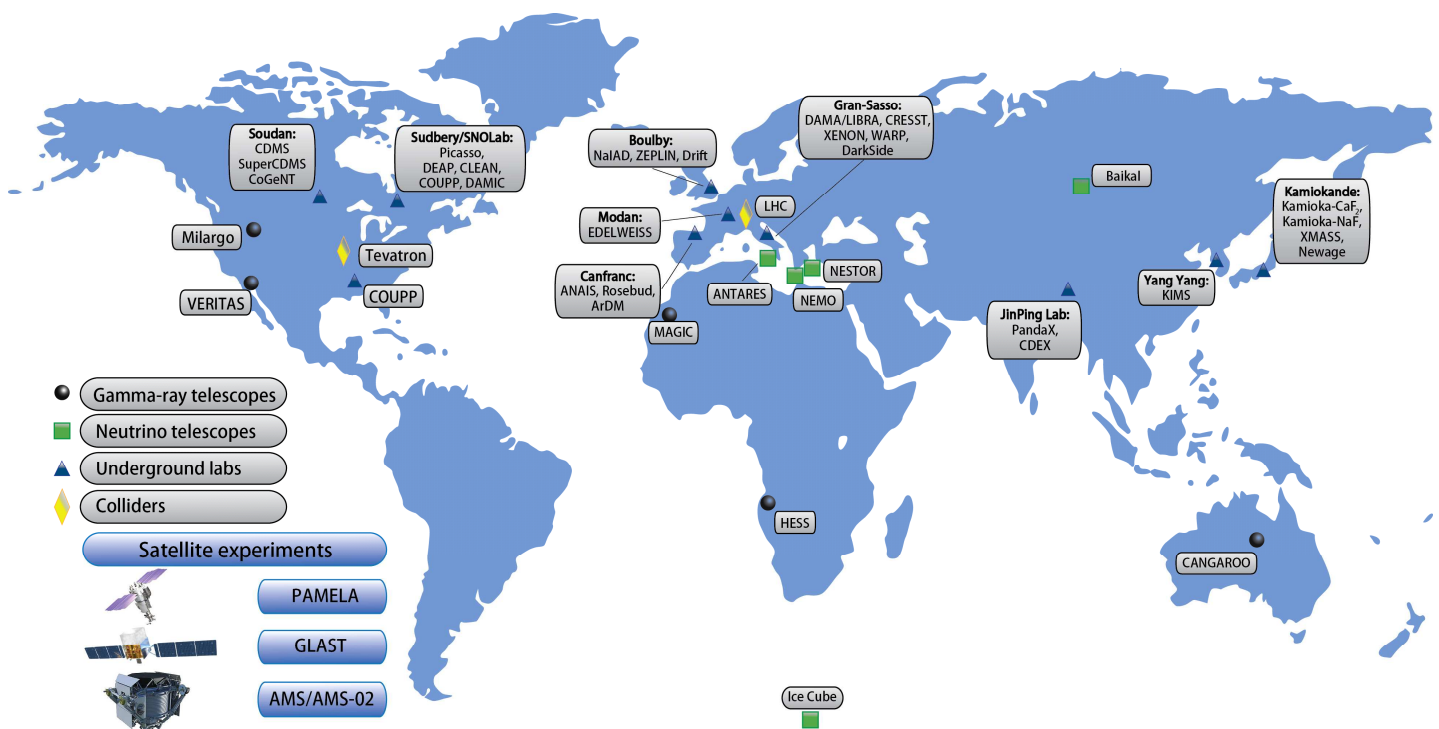 Soudan:
CDMS
SuperCDMS
CoGeNT
Sudbery/SNOLab:
Picasso,
DEAP, CLEAN,
COUPP, DAMIC
Milargo
VERITAS
Tevatron
COUPP
Boulby:
NaIAD, ZEPLIN, Drift
Gran-Sasso:
DAMA/LIBRA, CRESST,
XENON, WARP,
DarkSide
Modan:
EDELWEISS
LHC
Canfranc:
ANAIS, Rosebud,
ArDM
ANTARES
NEMO
NESTOR
MAGIC
Baikal
Kamiokande:
Kamioka-CaF₂,
Kamioka-NaF,
XMASS,
Newage
Yang Yang:
KIMS
JinPing Lab:
PandaX,
CDEX
HESS
CANGAROO
Ice Cube
Gamma-ray telescopes
Neutrino telescopes
Underground labs
Colliders
Satellite experiments
PAMELA
GLAST
AMS/AMS-02